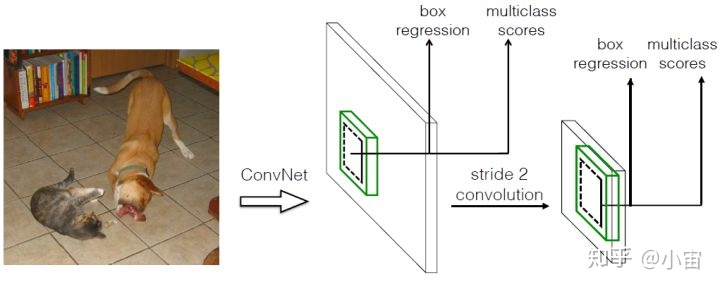 box
regression
multiclass
scores
box
regression
multiclass
scores
ConvNet
stride 2
convolution
知乎 @小宙